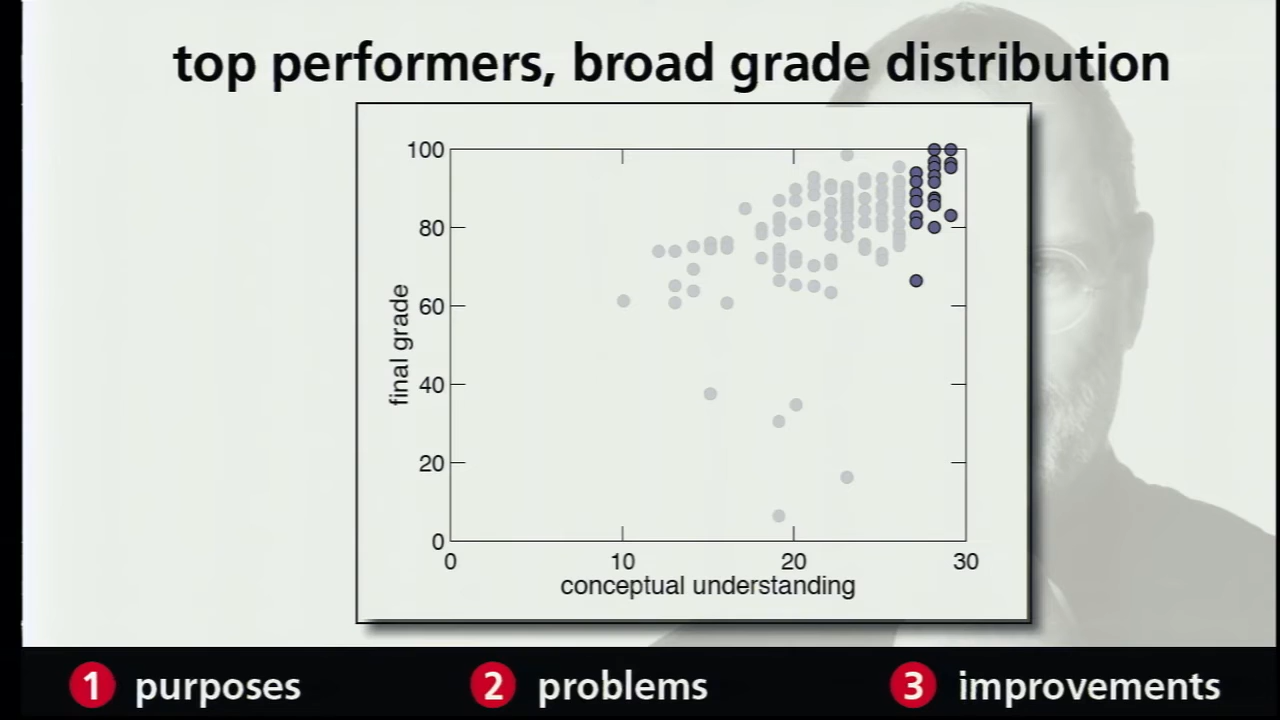 top performers, broad grade distribution
100
80
60
40
20
0
final grade
0 10 20 30
conceptual understanding
1 purposes 2 problems 3 improvements